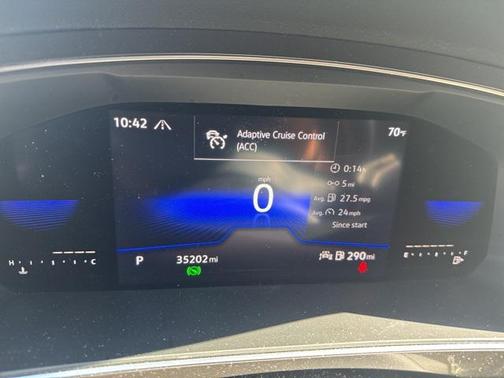 10:42
Adaptive Cruise Control
(ACC)
70°F
0:14h
5 mi
mph
0
Avg. 27.5 mpg
Avg. 24 mph
Since start
H C
E F
P 35202 mi 290 mi